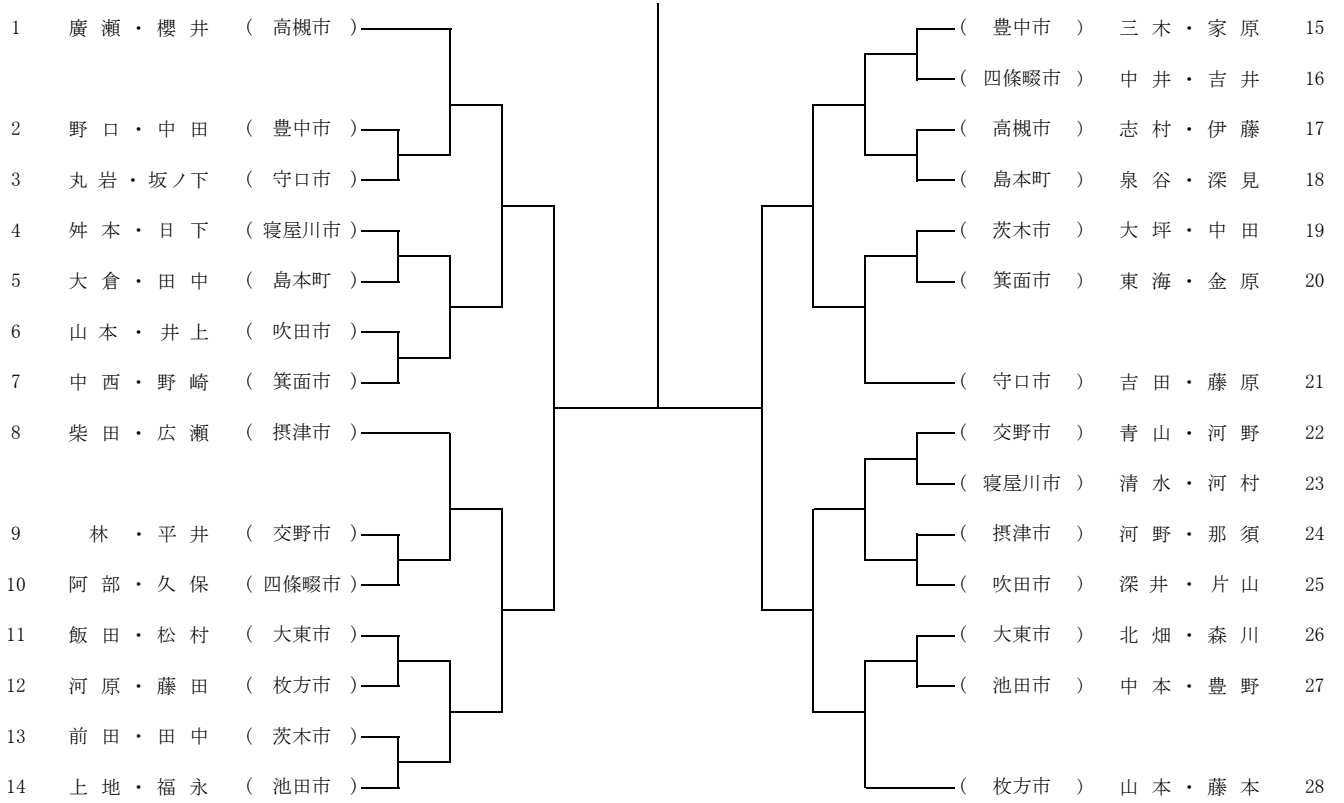 1 廣瀬・櫻井 ( 高槻市 )
2 野口・中田 ( 豊中市 )
3 丸岩・坂ノ下 ( 守口市 )
4 舛本・日下 ( 寝屋川市 )
5 大倉・田中 ( 島本町 )
6 山本・井上 ( 吹田市 )
7 中西・野崎 ( 箕面市 )
8 柴田・広瀬 ( 摂津市 )
9 林・平井 ( 交野市 )
10 阿部・久保 ( 四條畷市 )
11 飯田・松村 ( 大東市 )
12 河原・藤田 ( 枚方市 )
13 前田・田中 ( 茨木市 )
14 上地・福永 ( 池田市 )
( 豊中市 ) 三木・家原 15
( 四條畷市 ) 中井・吉井 16
( 高槻市 ) 志村・伊藤 17
( 島本町 ) 泉谷・深見 18
( 茨木市 ) 大坪・中田 19
( 箕面市 ) 東海・金原 20
( 守口市 ) 吉田・藤原 21
( 交野市 ) 青山・河野 22
( 寝屋川市 ) 清水・河村 23
( 摂津市 ) 河野・那須 24
( 吹田市 ) 深井・片山 25
( 大東市 ) 北畑・森川 26
( 池田市 ) 中本・豊野 27
( 枚方市 ) 山本・藤本 28